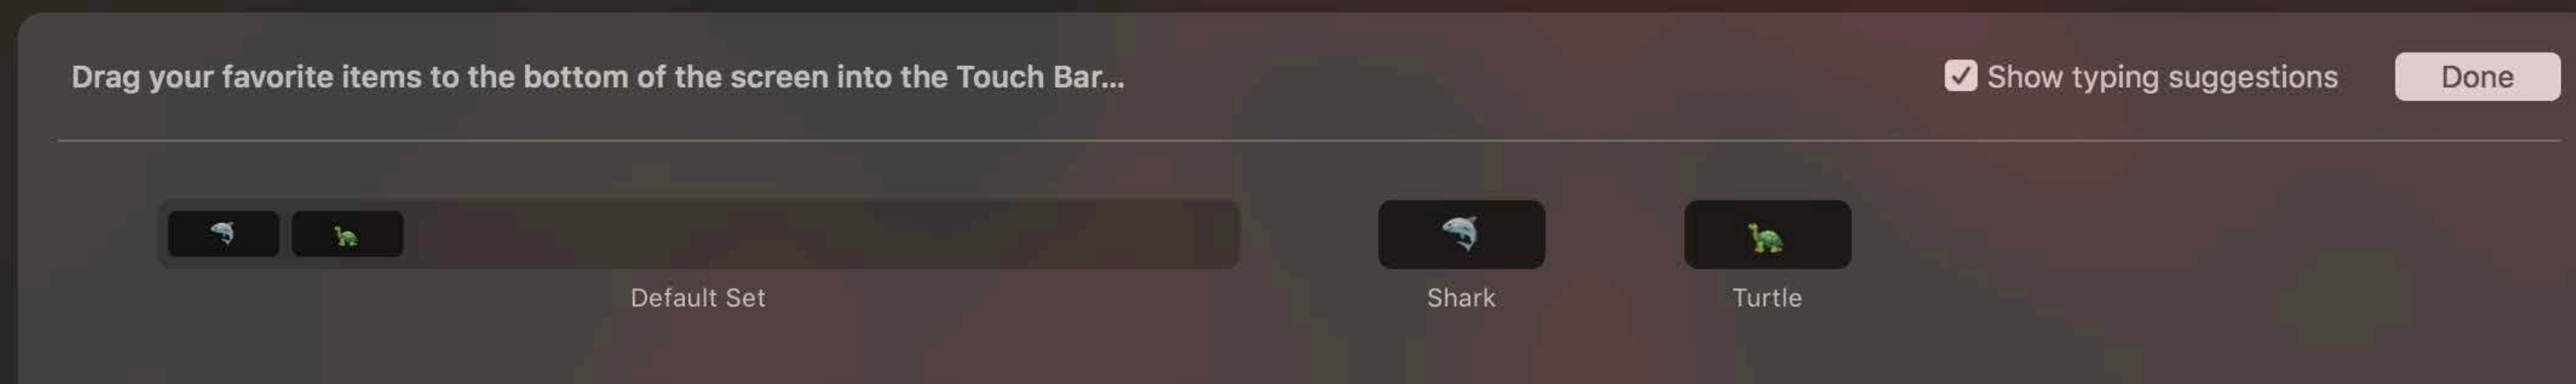 Drag your favorite items to the bottom of the screen into the Touch Bar...
Show typing suggestions
Done
Default Set
Shark
Turtle